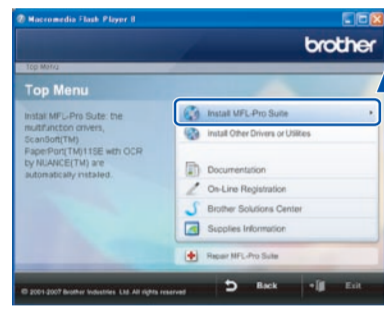 Macromedia Flash Player 8
brother
Top Menu
Top Menu
Install MFL-Pro Suite: the
multifunction drivers,
ScanSoft(TM)
PaperPort(TM)11SE with OCR
by NUANCE(TM) are
automatically installed.
Install MFL-Pro Suite
Install Other Drivers or Utilities
Documentation
On-Line Registration
Brother Solutions Center
Supplies Information
Repair MFL-Pro Suite
© 2001-2007 Brother Industries, Ltd. All rights reserved
Back
Exit